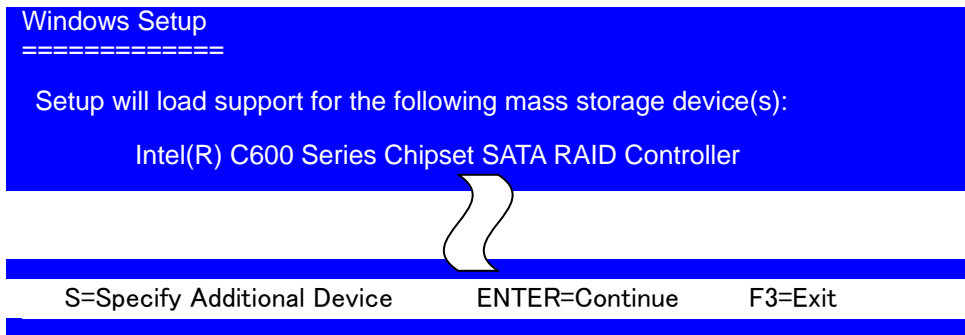 Windows Setup
=============
Setup will load support for the following mass storage device(s):
Intel(R) C600 Series Chipset SATA RAID Controller
S=Specify Additional Device ENTER=Continue F3=Exit